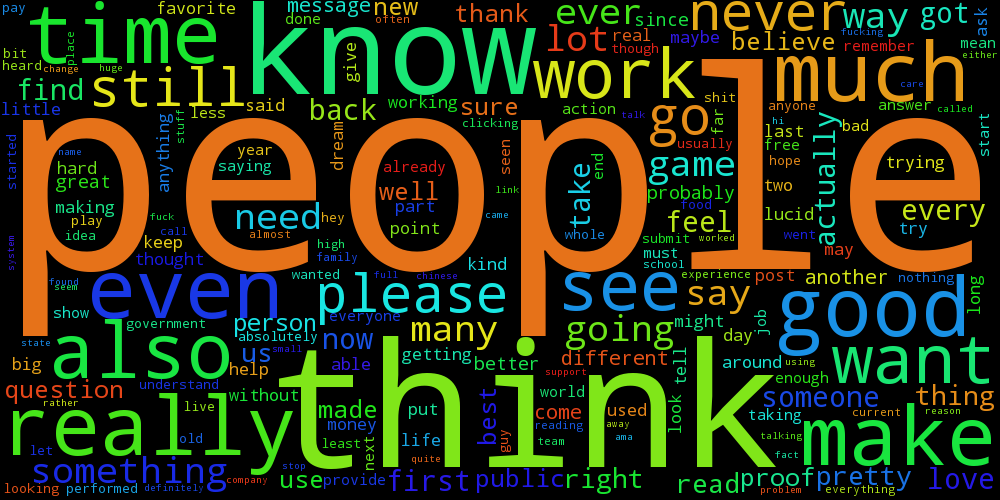 pay favorite message new thank ever since never way got ask
time know done often lot real maybe believe fucking remember mean
place bit heard change huge still find give work though much either
little less said back working sure clicking action shit far anyone answer care called start
people go talk usually hi last free bad
started name anything stuff year saying dream already seen end game hope actually trying
hard great well link take probably two every
making play idea fuck call almost need hey part point came whole feel food lucid went try
system keep thought high family kind submit worked must school may
found seem even wanted full chinese please see experience say post another nothing good long
show government person everyone many going might day job
state also absolutely us small now getting better different tell around using want
big question rather understand help able think support world enough someone thing
without live made put best come used look taking current reason
really old money life reading away talking make
let least next quite guy team ama fact
something stop use provide first public right read proof pretty love
looking performed definitely company problem everything